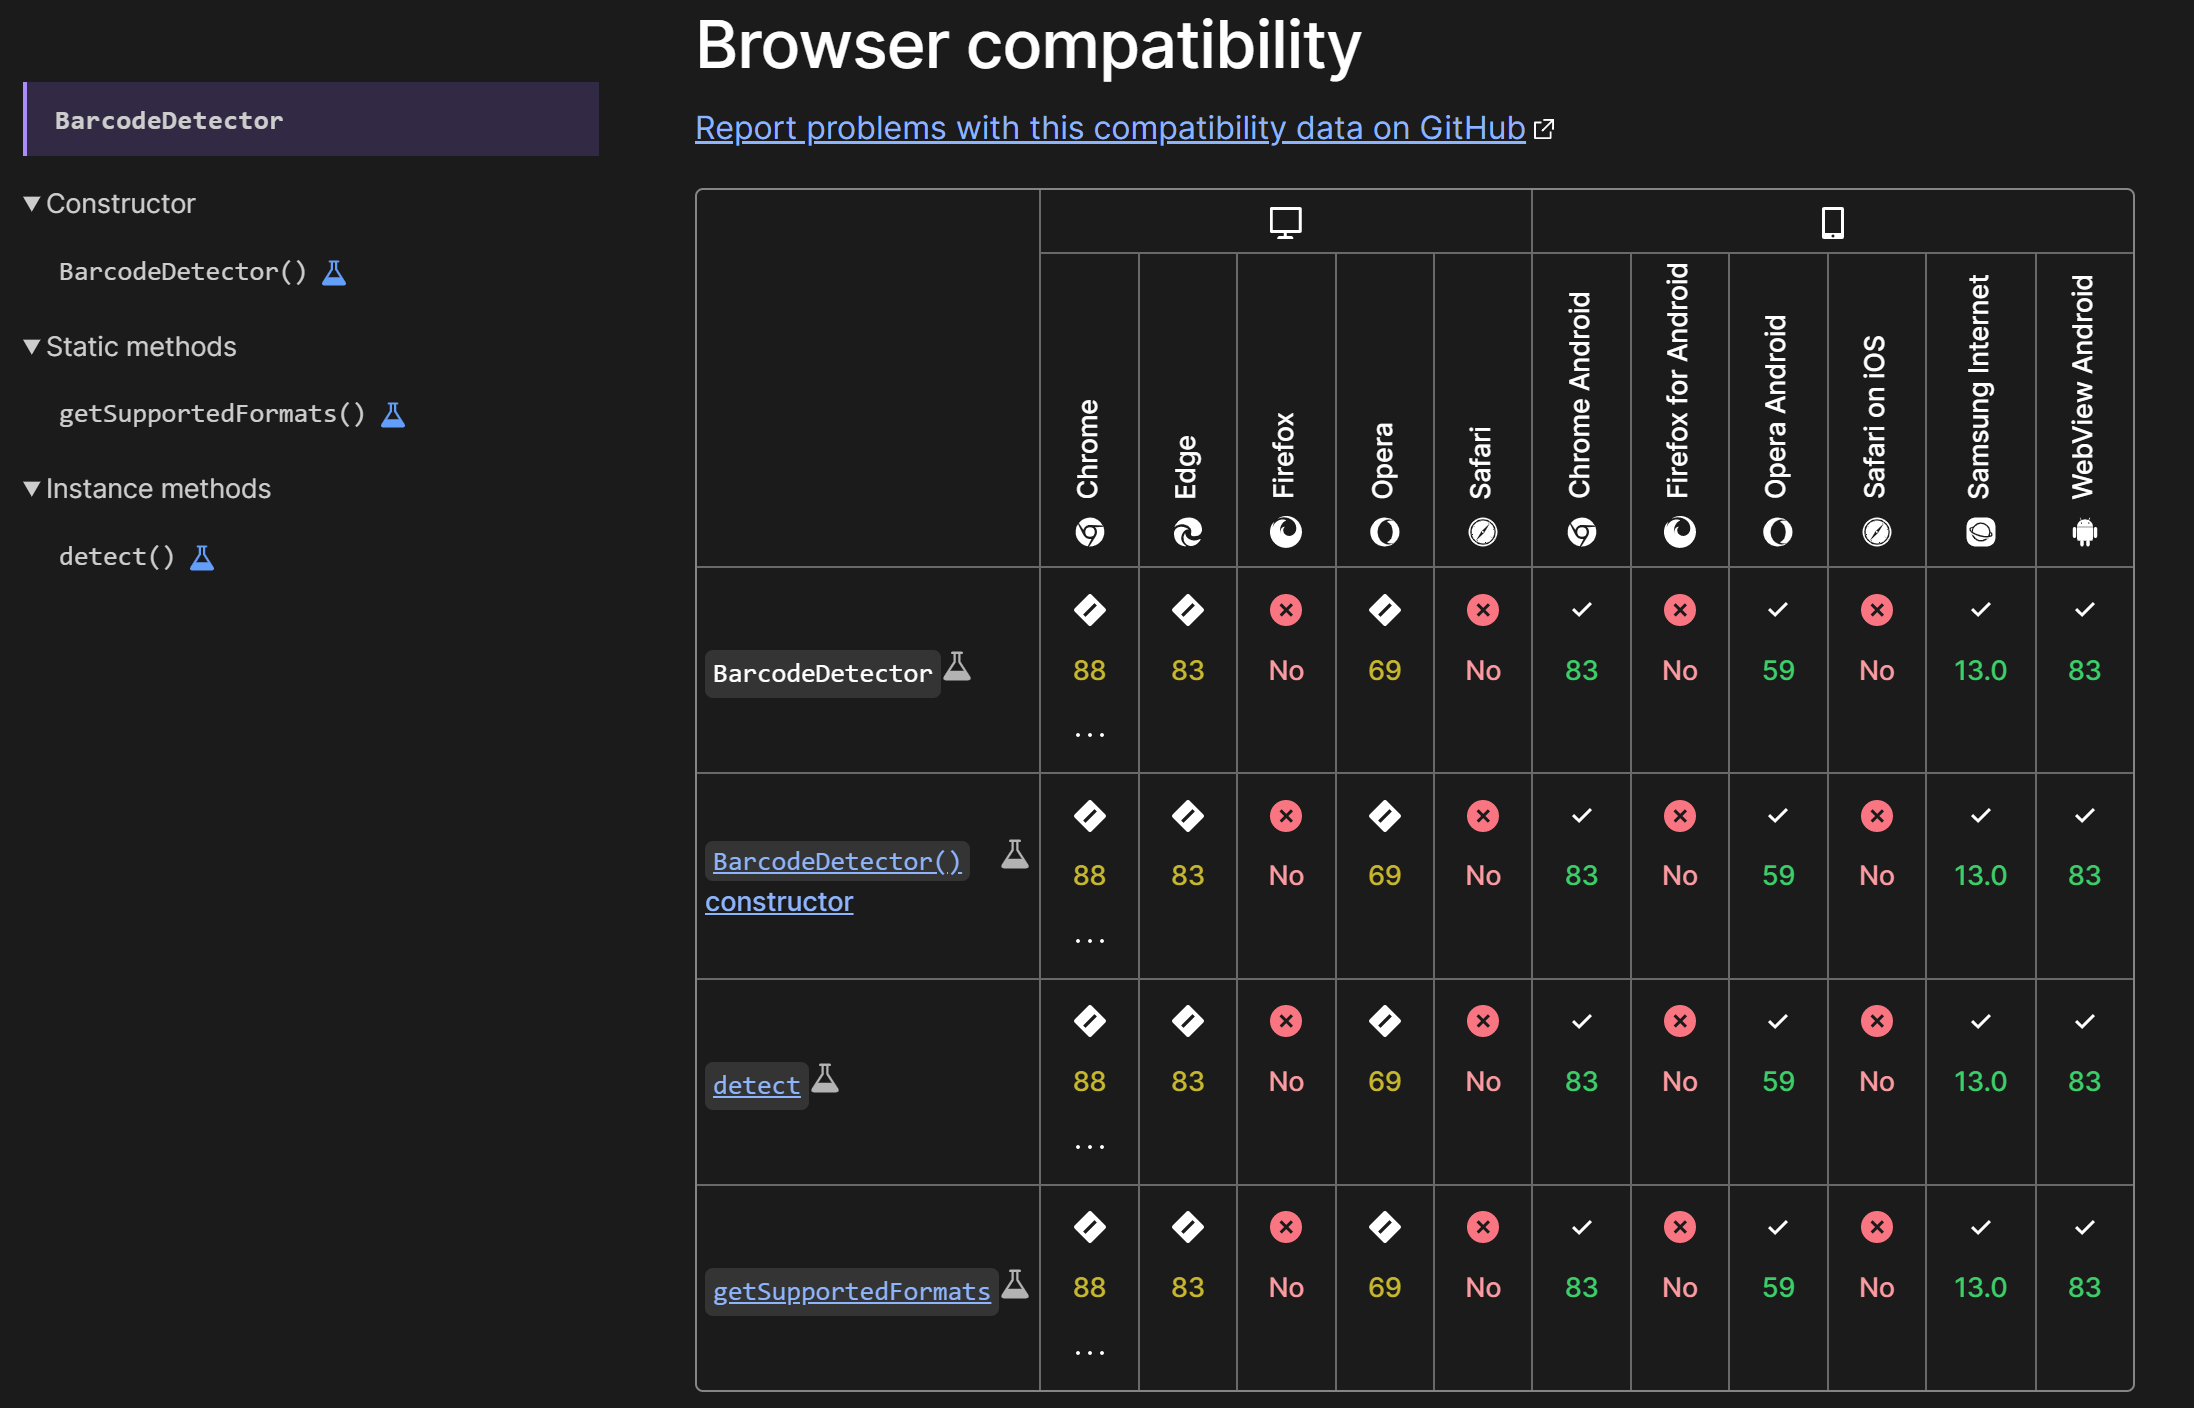 BarcodeDetector
Constructor
BarcodeDetector()
Static methods
getSupportedFormats()
Instance methods
detect()
Browser compatibility
Report problems with this compatibility data on GitHub
Chrome
Edge
Firefox
Opera
Safari
Chrome Android
Firefox for Android
Opera Android
Safari on iOS
Samsung Internet
WebView Android
BarcodeDetector
88 83 No 69 No 83 No 59 No 13.0 83
...
BarcodeDetector()
constructor
88 83 No 69 No 83 No 59 No 13.0 83
...
detect
88 83 No 69 No 83 No 59 No 13.0 83
...
getSupportedFormats
88 83 No 69 No 83 No 59 No 13.0 83
...